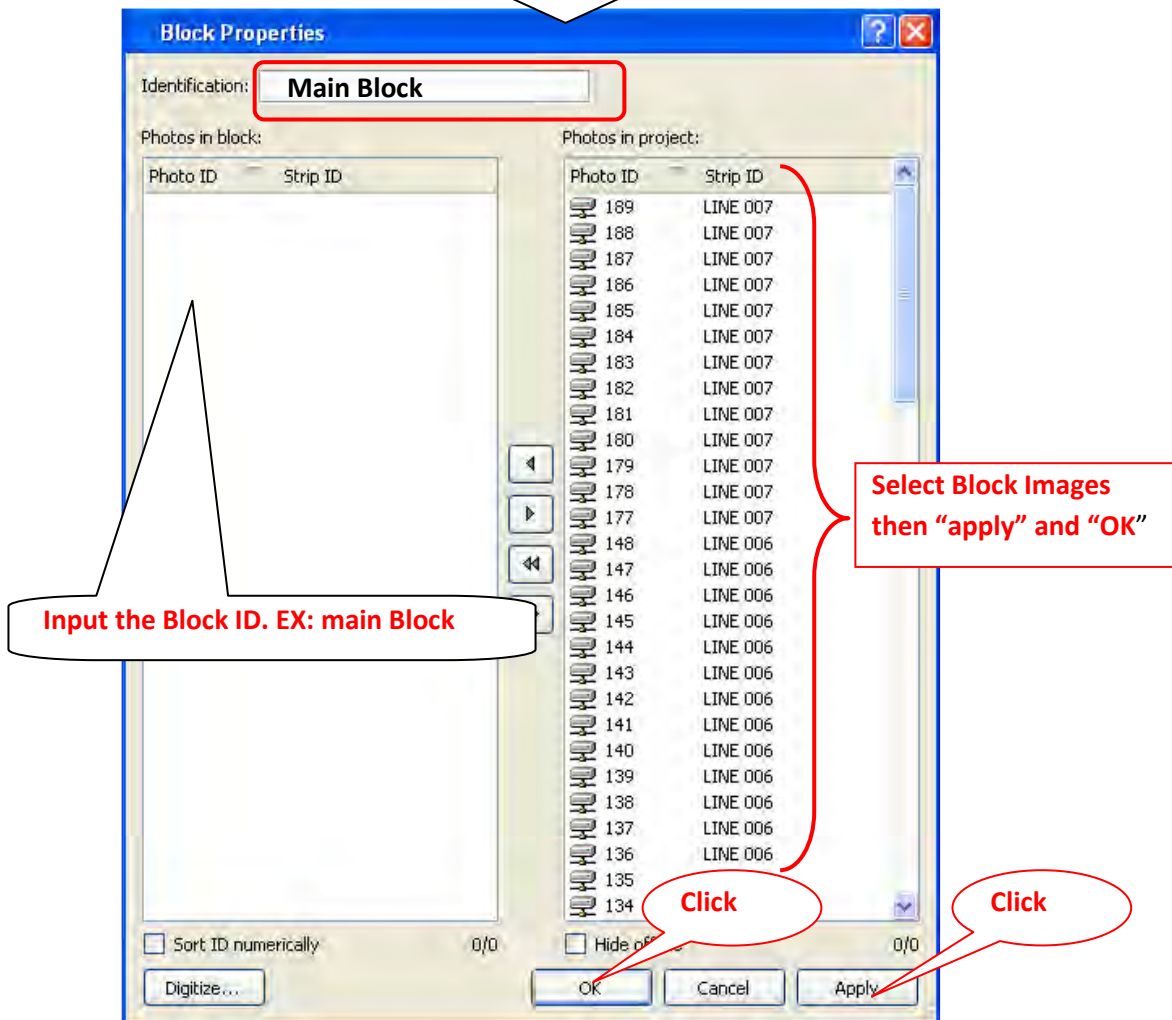 Block Properties
Identification: Main Block
Photos in block:
Photos in project:
Photo ID Strip ID
Photo ID Strip ID
189 LINE 007
188 LINE 007
187 LINE 007
186 LINE 007
185 LINE 007
184 LINE 007
183 LINE 007
182 LINE 007
181 LINE 007
180 LINE 007
179 LINE 007
178 LINE 007
177 LINE 007
148 LINE 006
147 LINE 006
146 LINE 006
145 LINE 006
144 LINE 006
143 LINE 006
142 LINE 006
141 LINE 006
140 LINE 006
139 LINE 006
138 LINE 006
137 LINE 006
136 LINE 006
135
134
Select Block Images
then “apply” and “OK”
Input the Block ID. EX: main Block
Click
Click
Sort ID numerically 0/0
Hide 0/0
Digitize... OK Cancel Apply